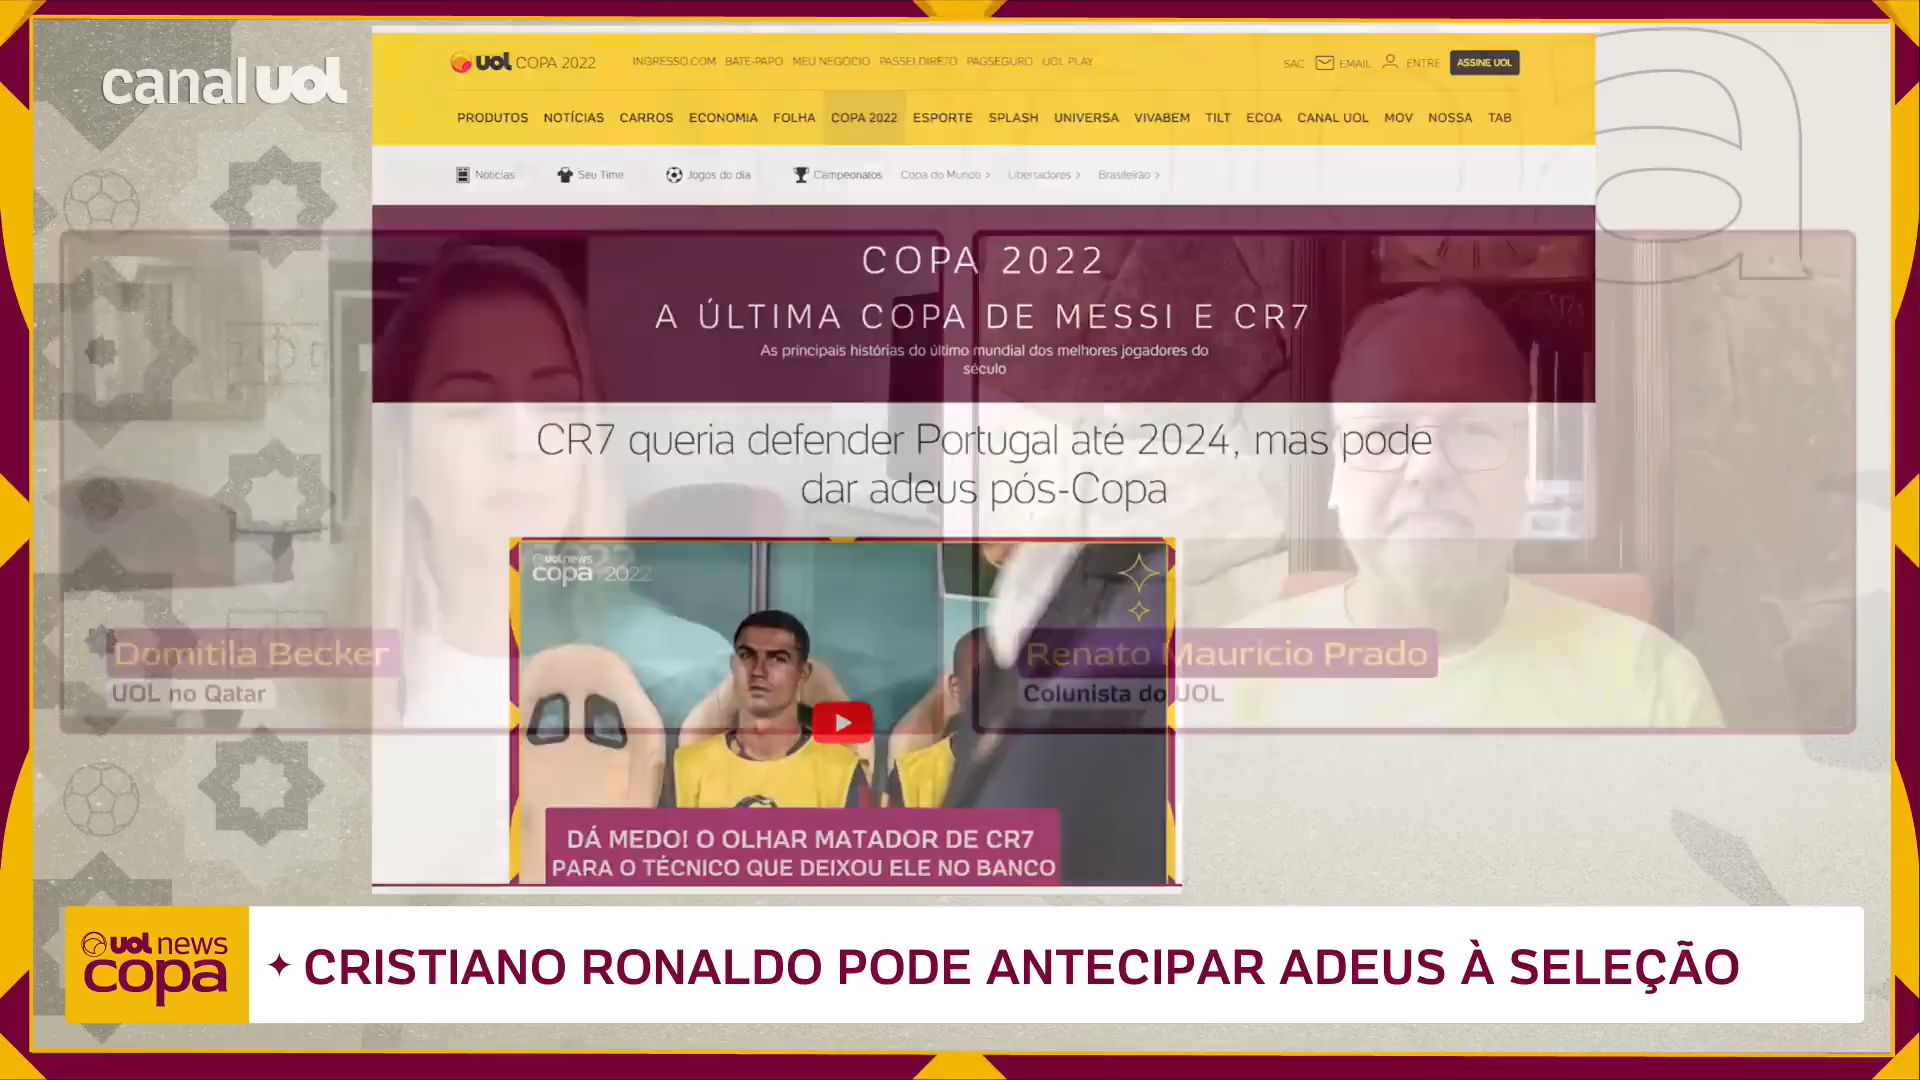 canal UOL
UOL COPA 2022
INGRESSO.COM BATE-PAPO MEU NEGÓCIO PASSEI DIRETO PAGSEGURO UOL PLAY
SAC EMAIL ENTRE ASSINE UOL
PRODUTOS NOTÍCIAS CARROS ECONOMIA FOLHA COPA 2022 ESPORTE SPLASH UNIVERSA VIVABEM TILT ECOA CANAL UOL MOV NOSSA TAB
Notícias Seu Time Jogos do dia Campeonatos Copa do Mundo > Libertadores > Brasileirão >
COPA 2022
A ÚLTIMA COPA DE MESSI E CR7
As principais histórias do último mundial dos melhores jogadores do
século
CR7 queria defender Portugal até 2024, mas pode
dar adeus pós-Copa
UOL news
copa 2022
Domitila Becker
UOL no Qatar
Renato Maurício Prado
Colunista do UOL
DÁ MEDO! O OLHAR MATADOR DE CR7
PARA O TÉCNICO QUE DEIXOU ELE NO BANCO
UOL news
copa
CRISTIANO RONALDO PODE ANTECIPAR ADEUS À SELEÇÃO